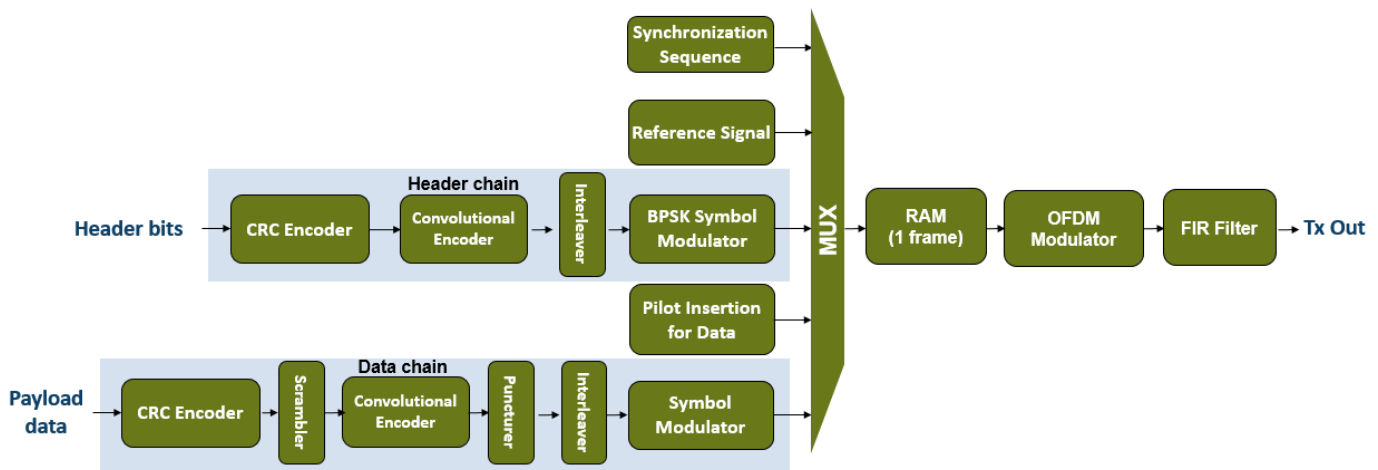 Synchronization
Sequence
Reference Signal
Header chain
Header bits
CRC Encoder
Convolutional
Encoder
Interleaver
BPSK Symbol
Modulator
MUX
RAM
(1 frame)
OFDM
Modulator
FIR Filter
Tx Out
Pilot Insertion
for Data
Data chain
Payload
data
CRC Encoder
Scrambler
Convolutional
Encoder
Puncturer
Interleaver
Symbol
Modulator